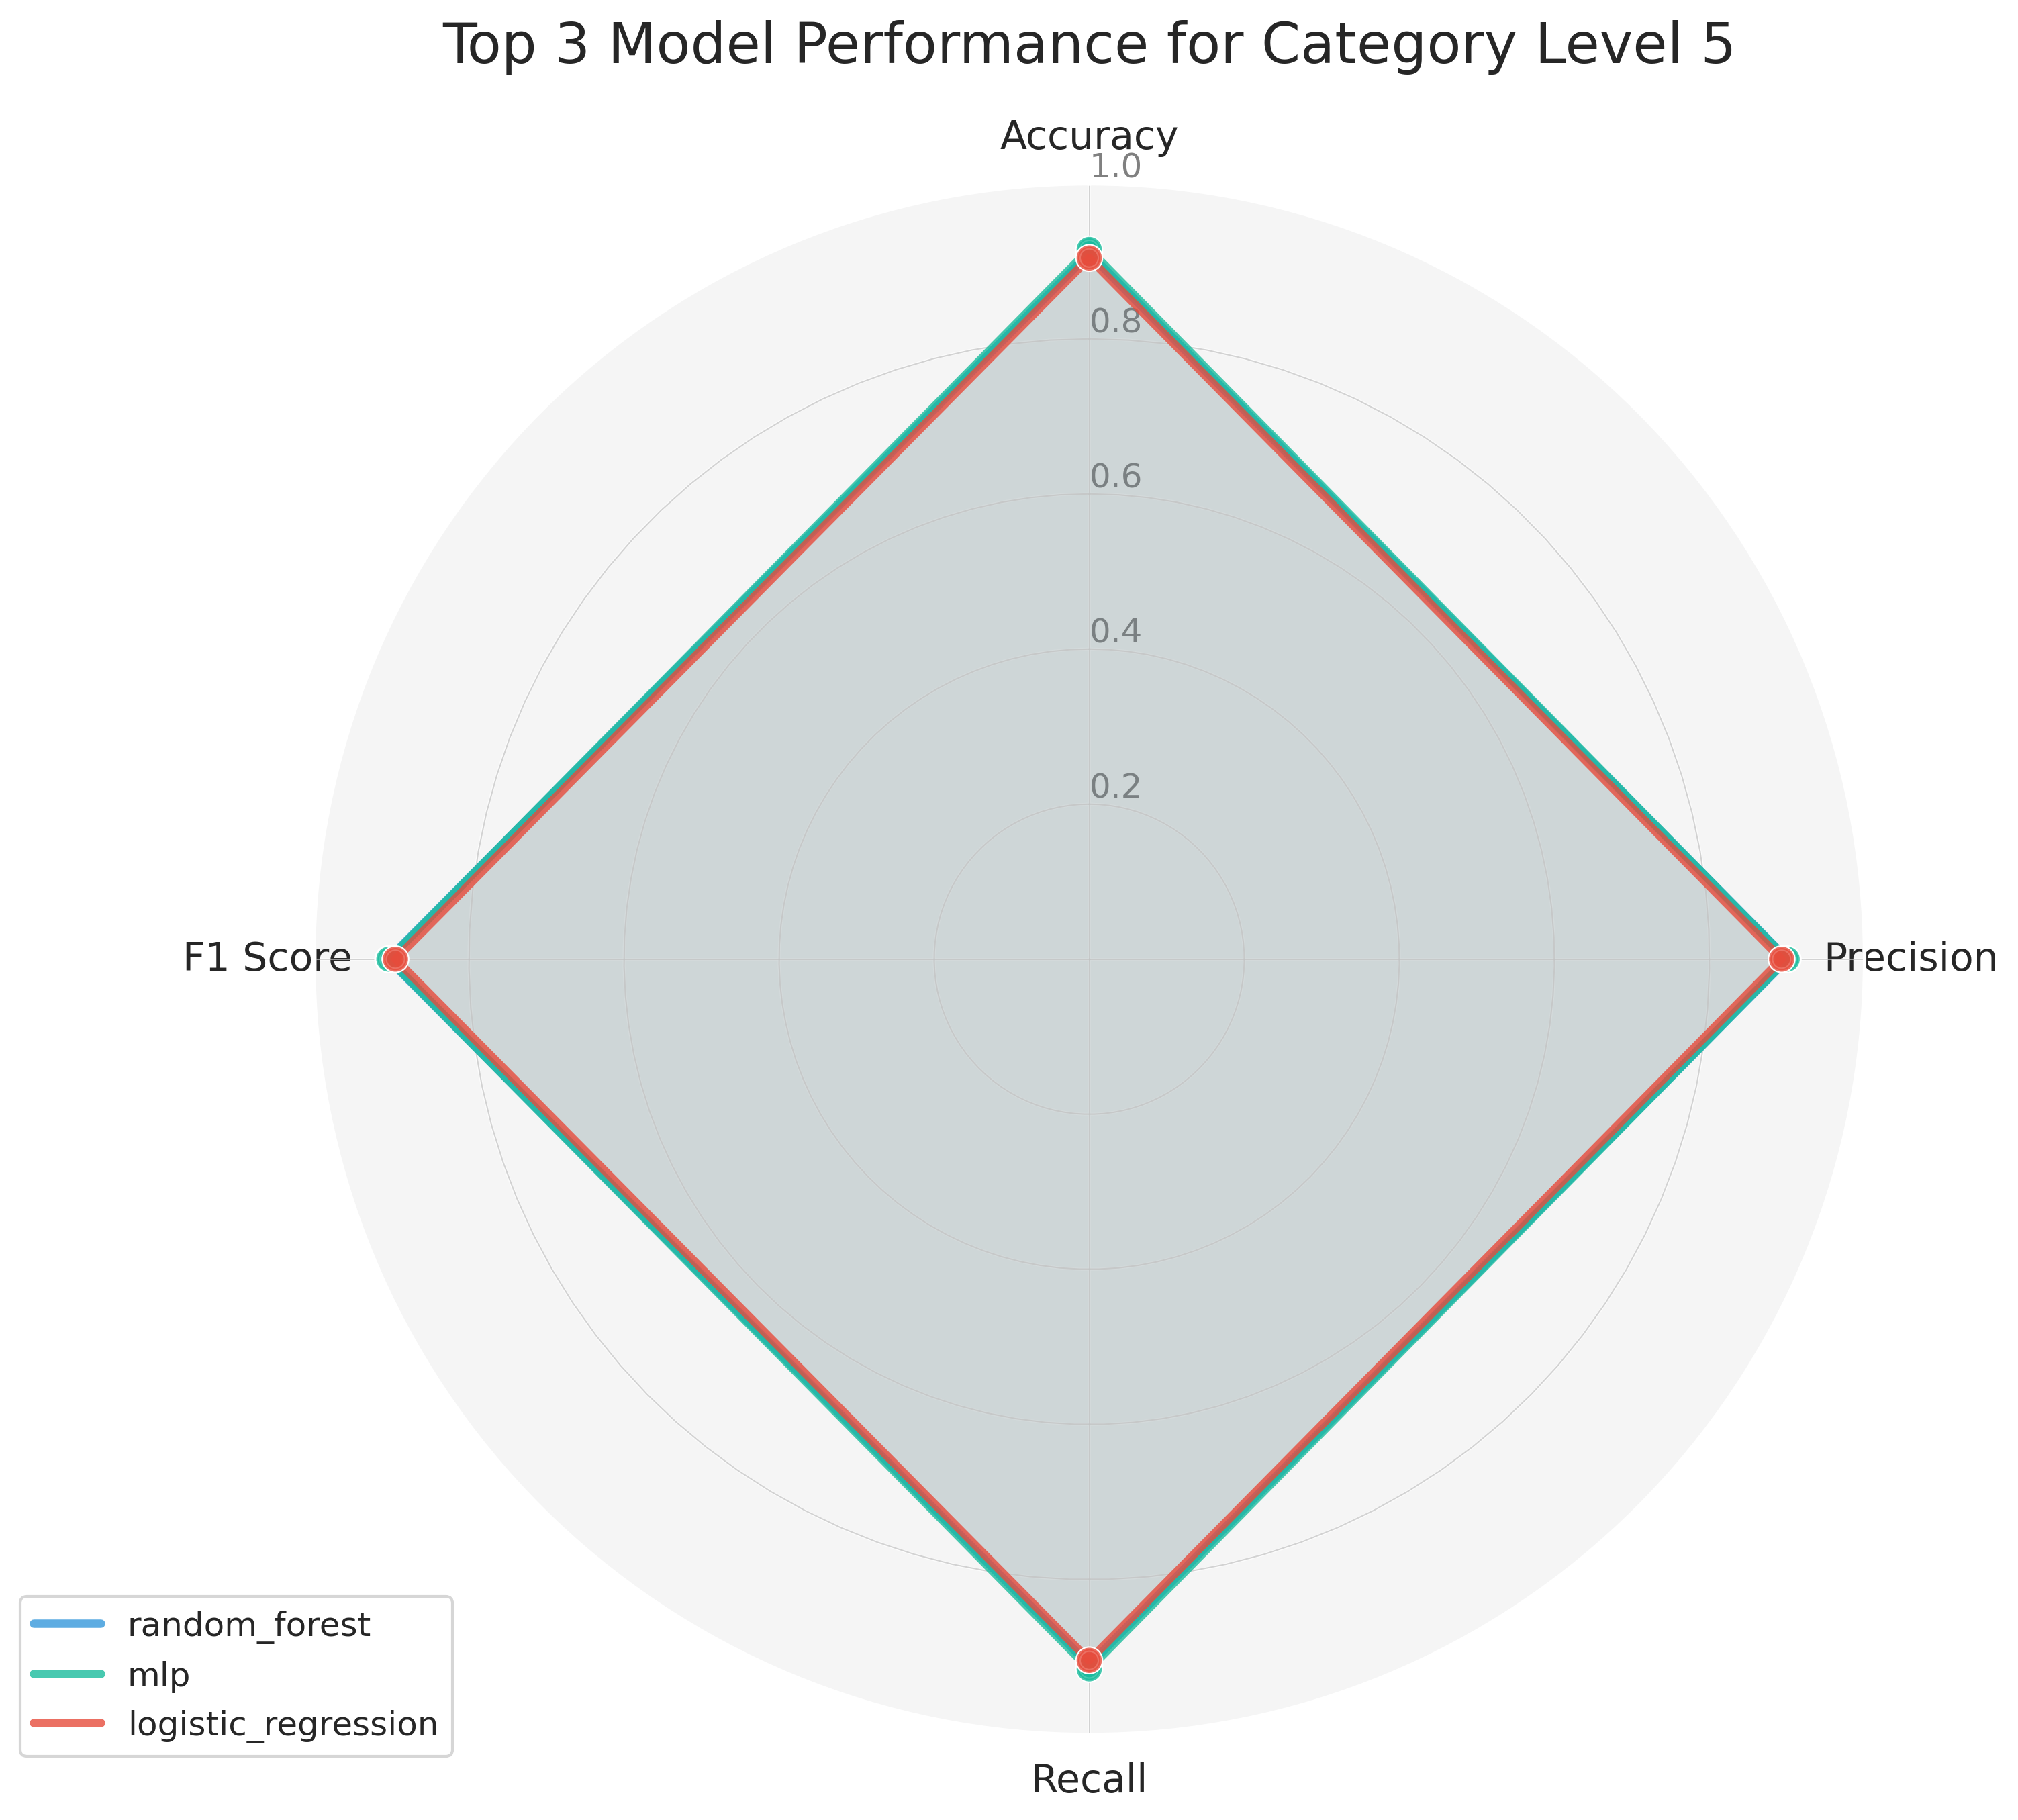 Top 3 Model Performance for Category Level 5
Accuracy
1.0
0.8
0.6
0.4
0.2
F1 Score
Precision
random_forest
mlp
logistic_regression
Recall